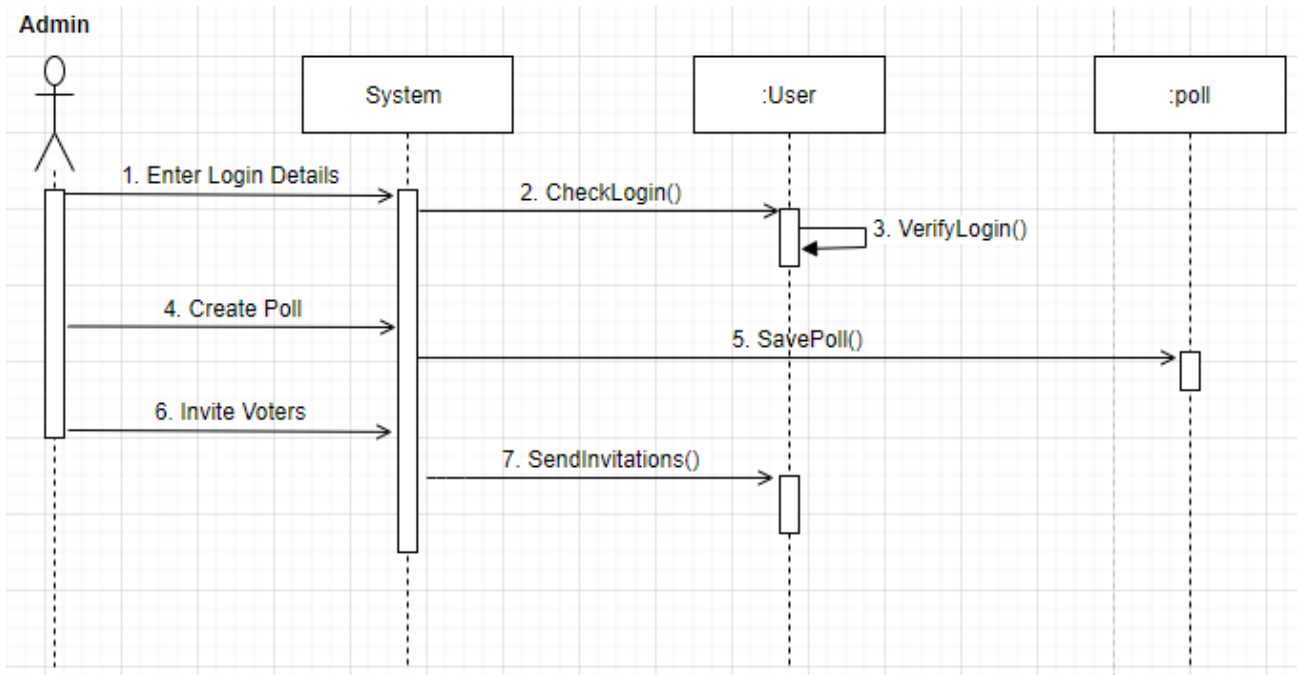 Admin
System
:User
:poll
1. Enter Login Details
2. CheckLogin()
3. VerifyLogin()
4. Create Poll
5. SavePoll()
6. Invite Voters
7. SendInvitations()